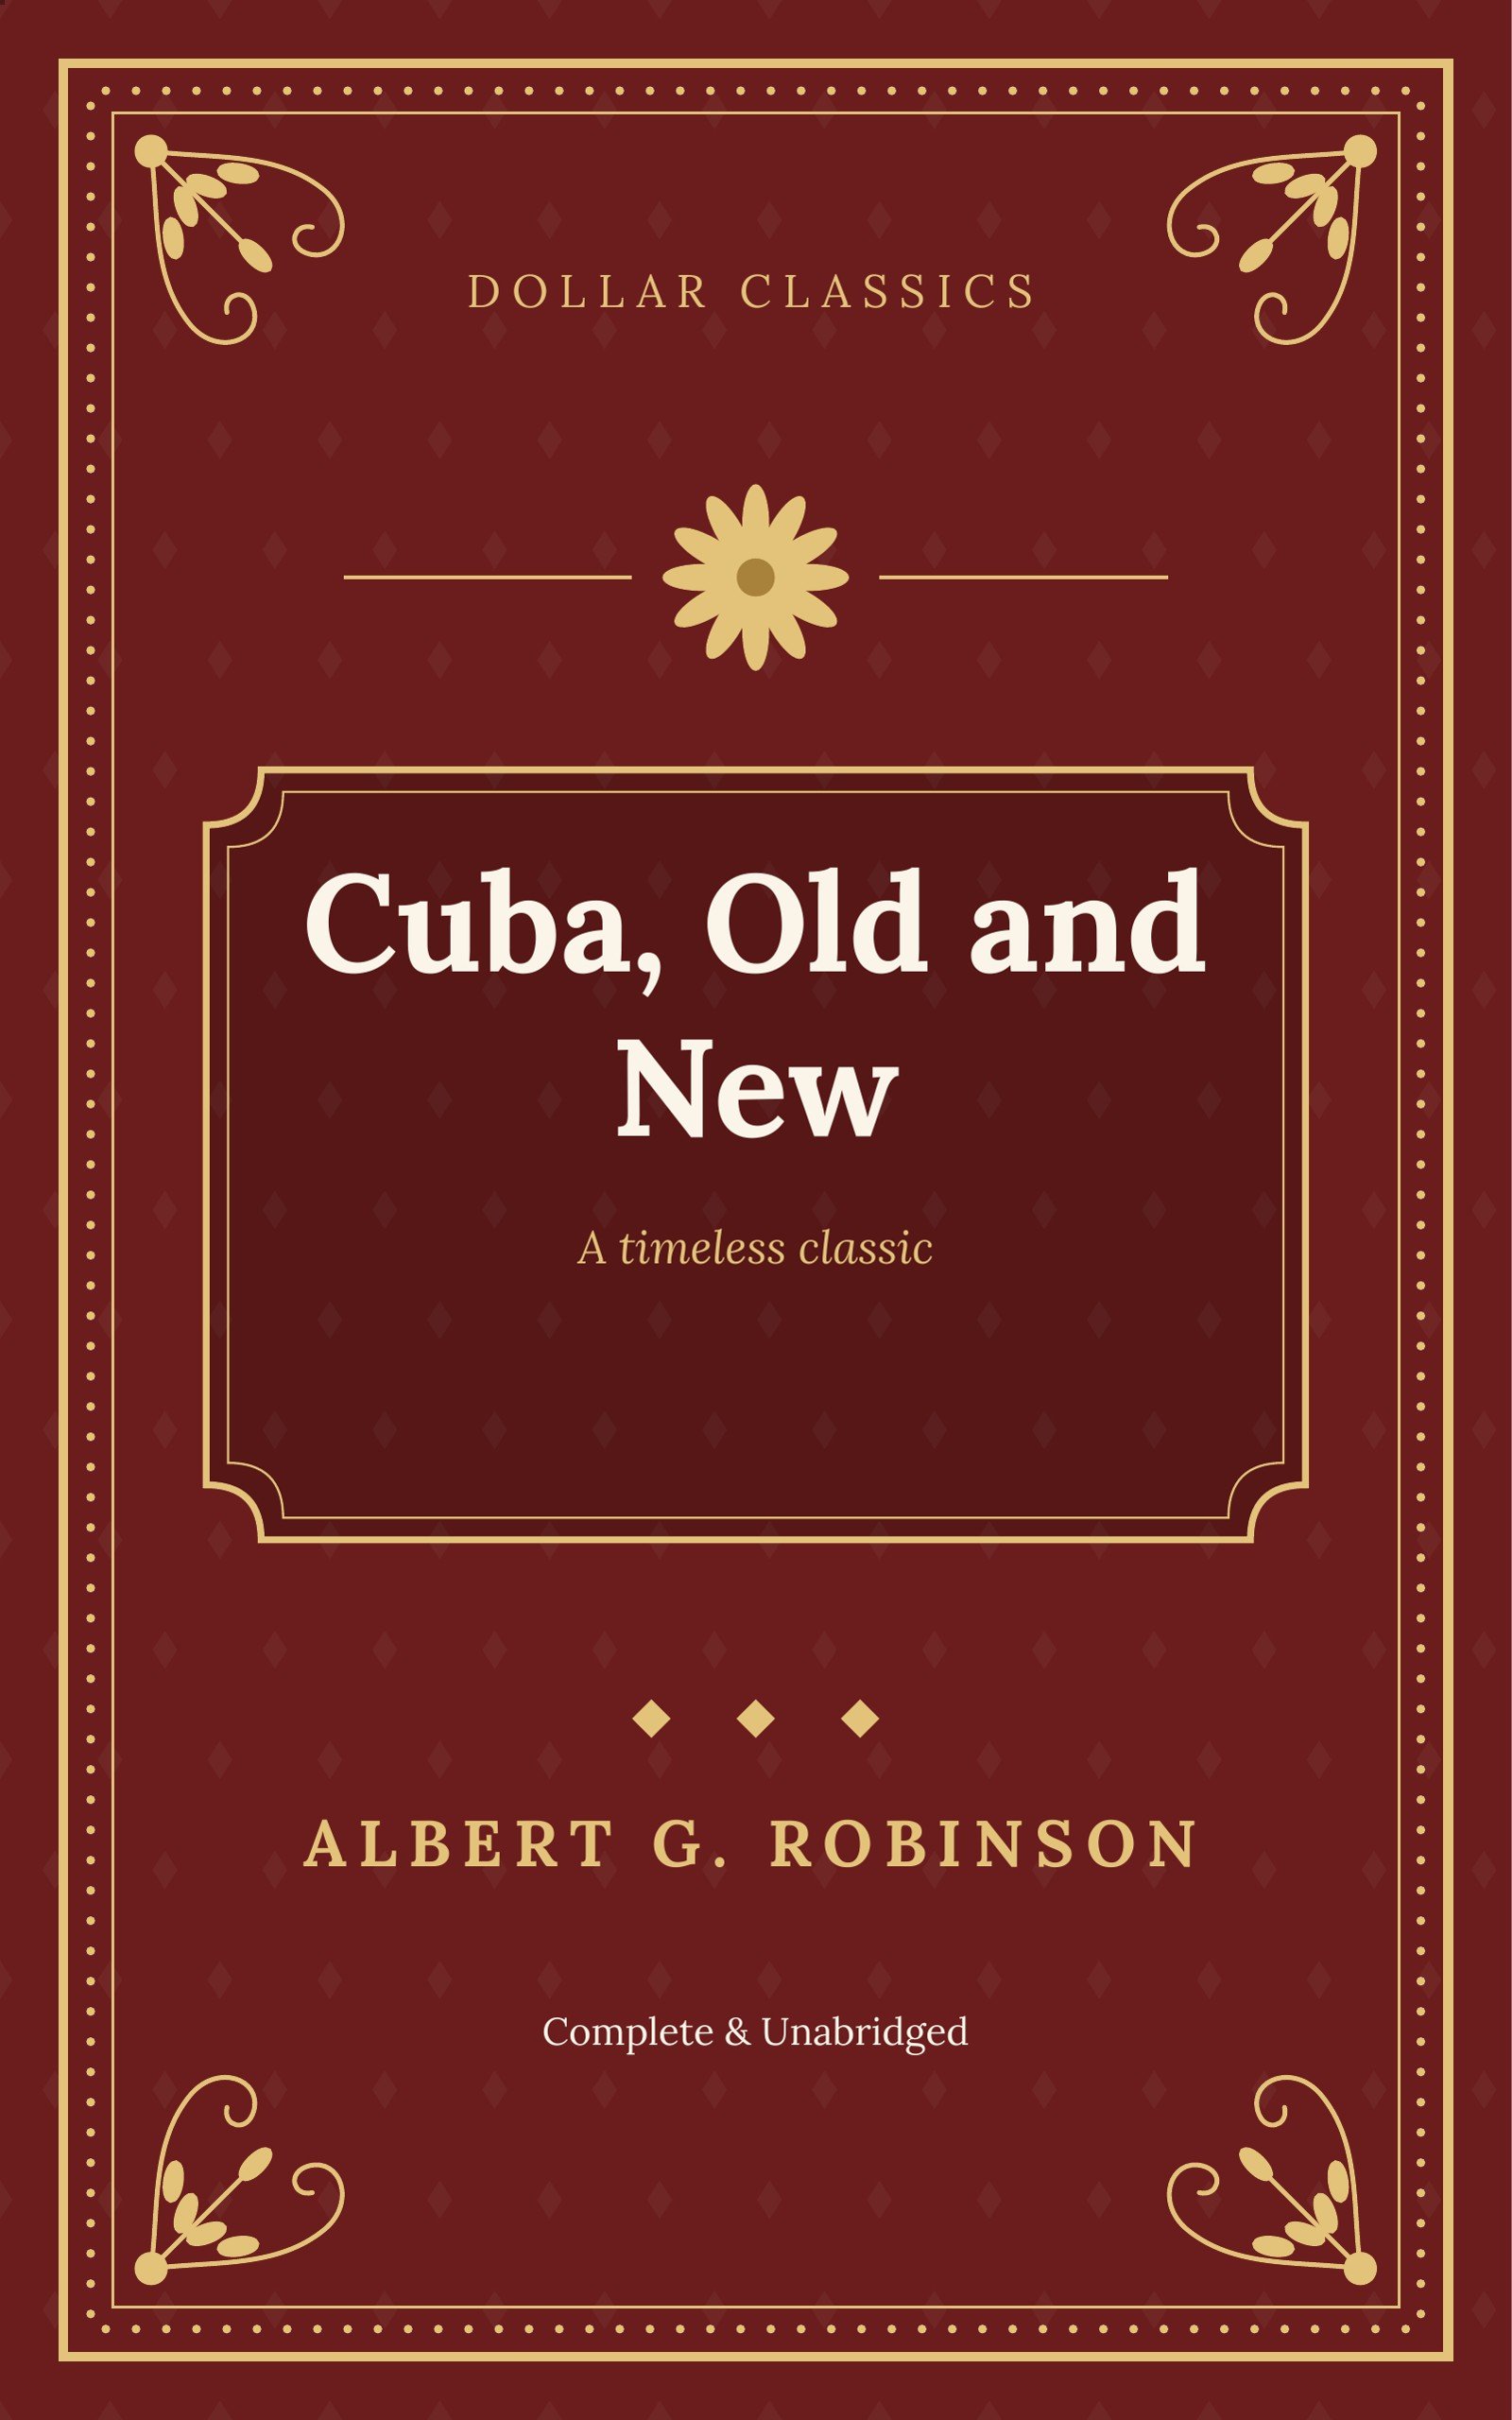 DOLLAR CLASSICS
Cuba, Old and
New
A timeless classic
ALBERT G. ROBINSON
Complete & Unabridged